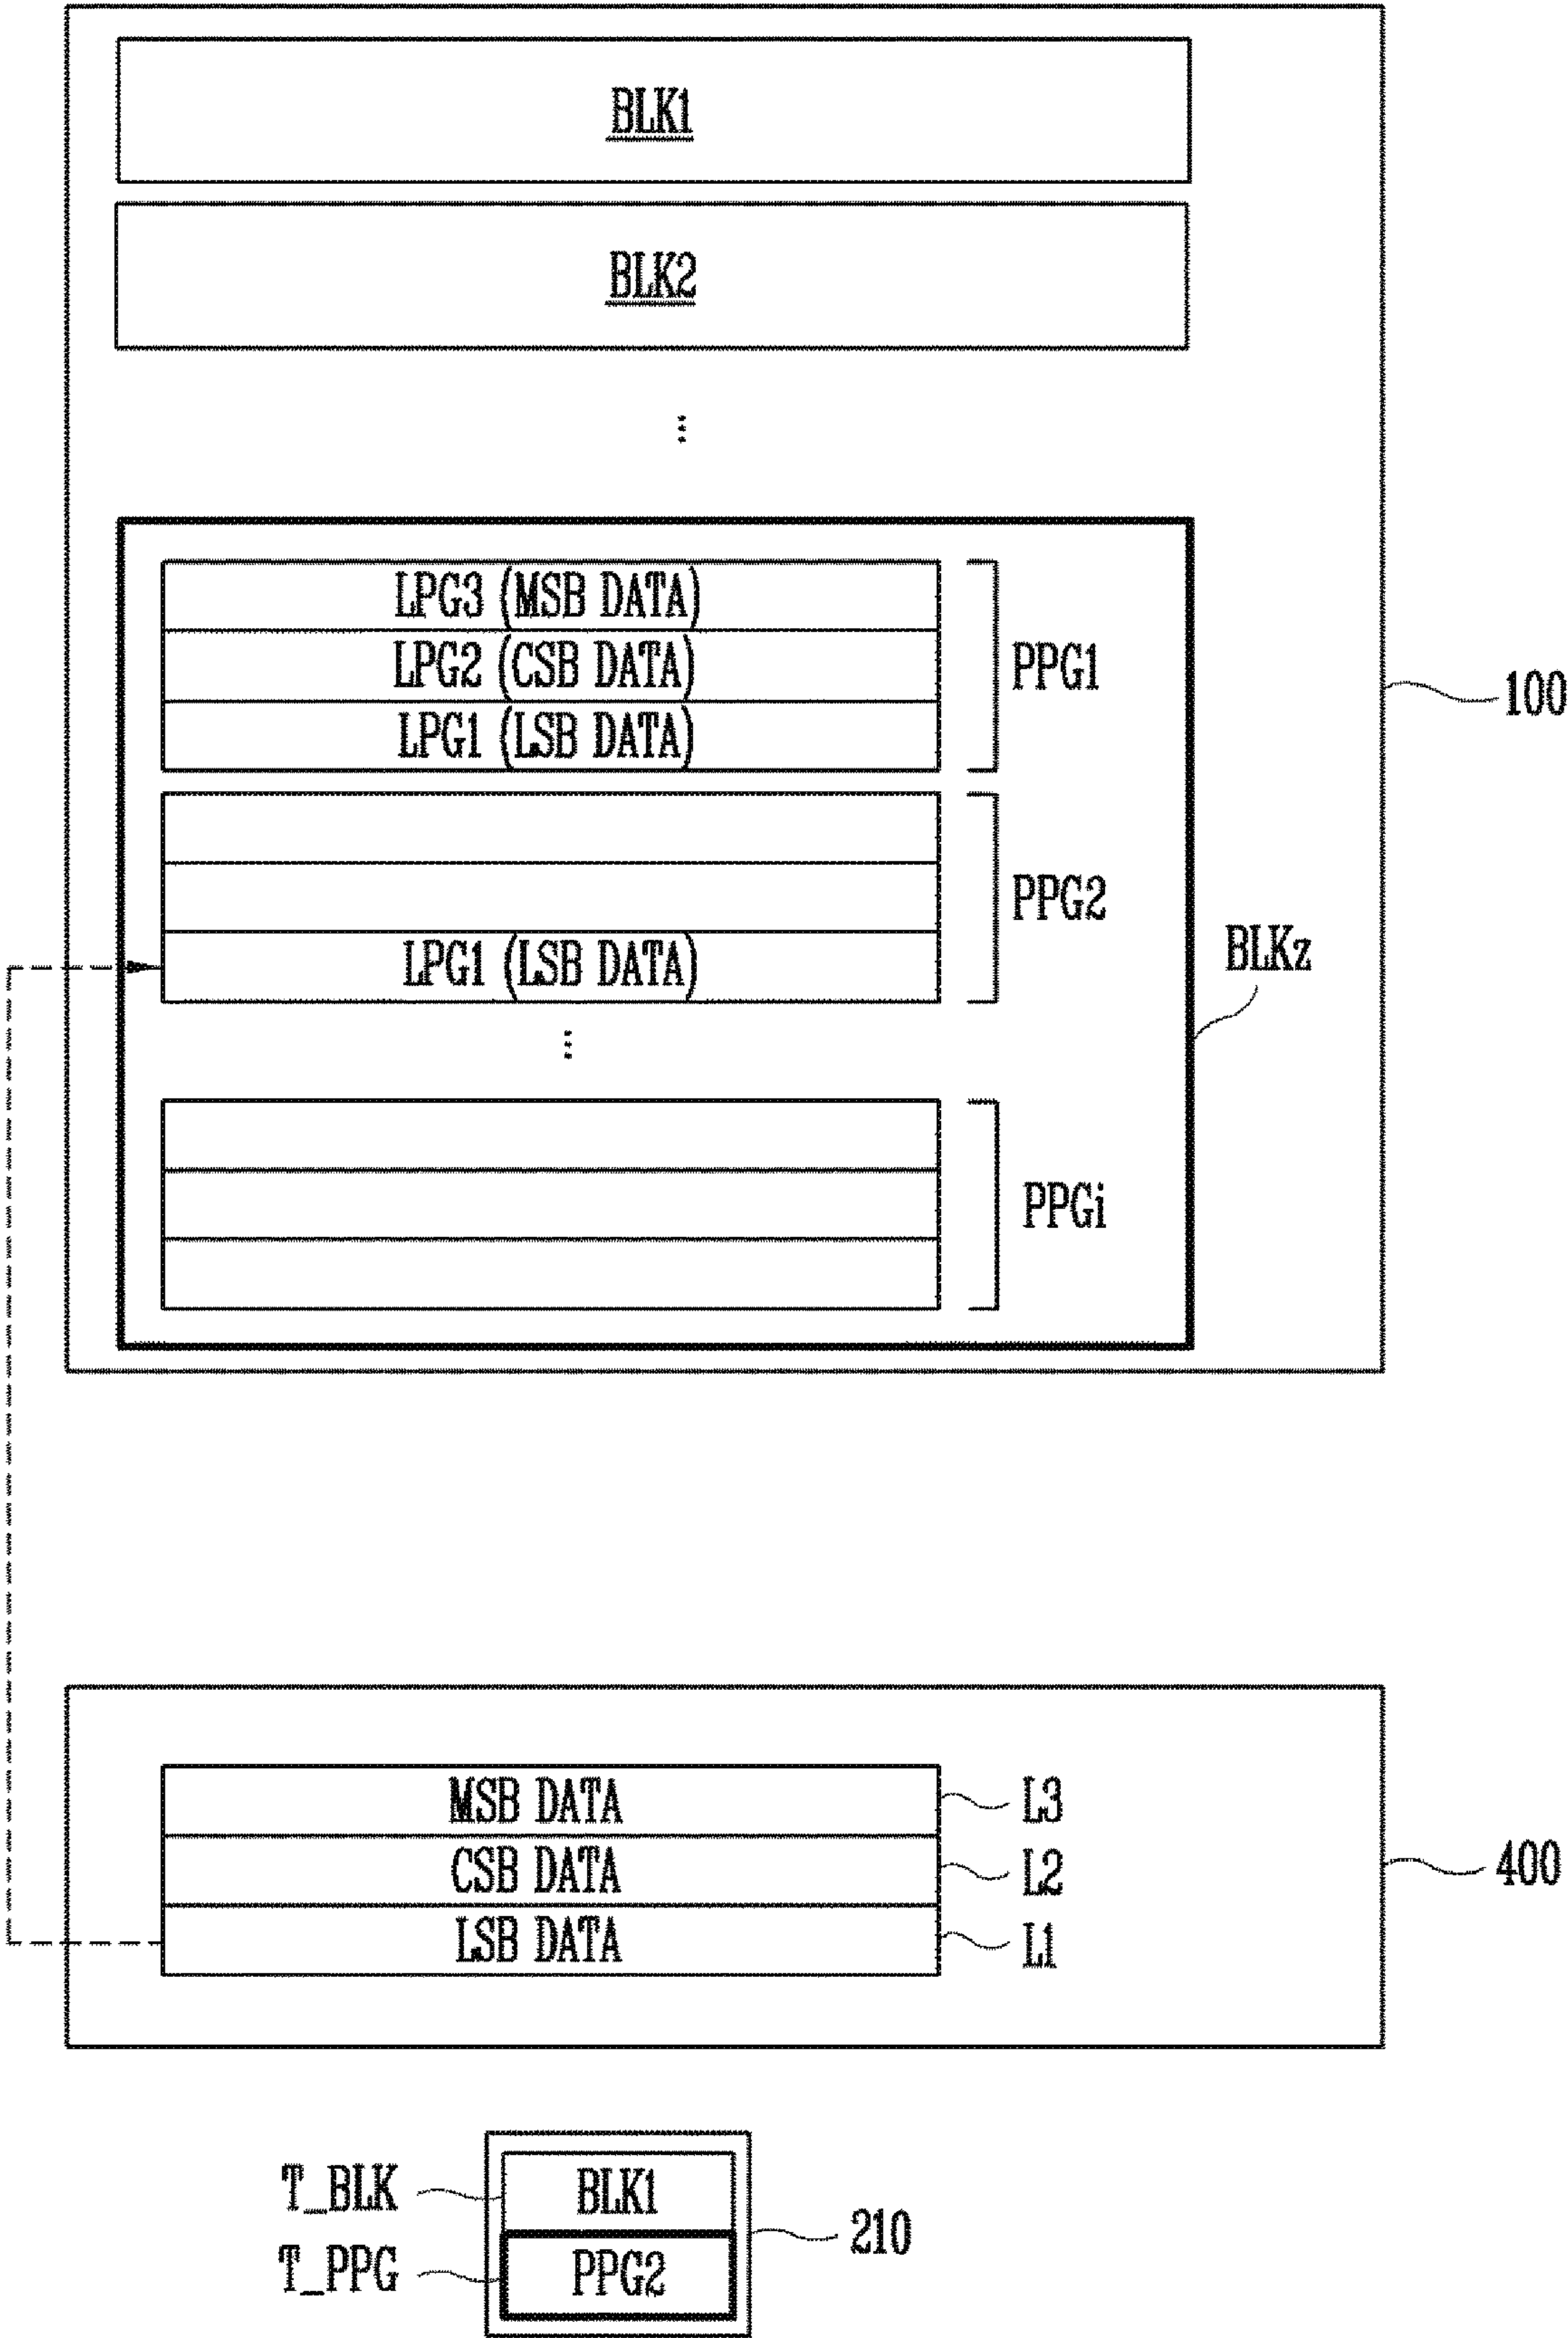 BLK1
BLK2
...
LPG3 (MSB DATA)
LPG2 (CSB DATA)
LPG1 (LSB DATA)
PPG1
100
PPG2
LPG1 (LSB DATA)
BLKz
...
PPGi
MSB DATA
L3
CSB DATA
L2
400
LSB DATA
L1
T_BLK
BLK1
210
T_PPG
PPG2